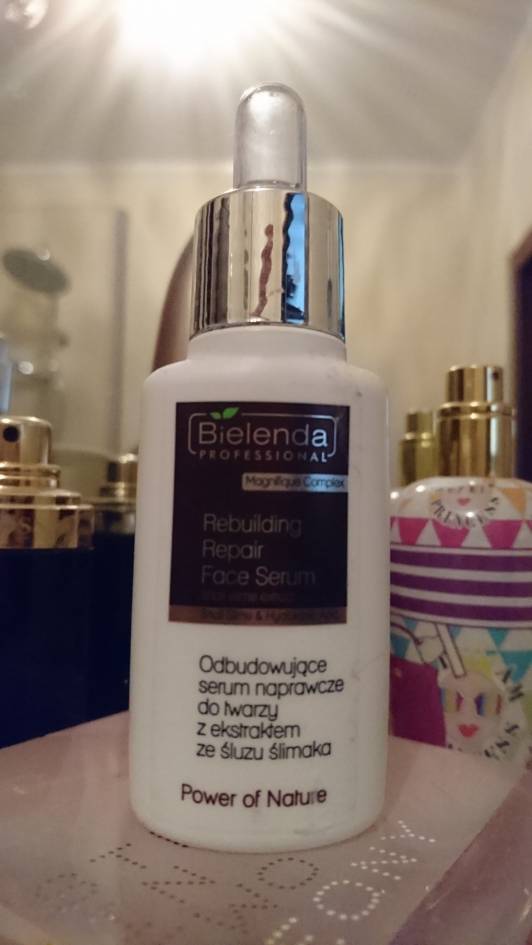 Bielenda
PROFESSIONAL
Magnifique Complex
Rebuilding
Repair
Face Serum
Odbudowujące
serum naprawcze
do twarzy
z ekstraktem
ze śluzu ślimaka
Power of Nature
PRINCESS